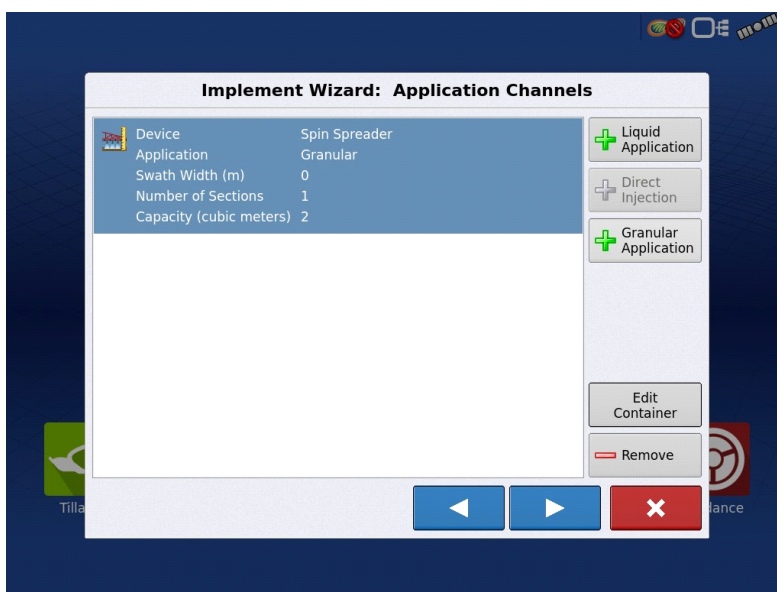 Implement Wizard: Application Channels
Device Spin Spreader
Application Granular
Swath Width (m) 0
Number of Sections 1
Capacity (cubic meters) 2
Liquid
Application
Direct
Injection
Granular
Application
Edit
Container
Remove
Tilla
dance